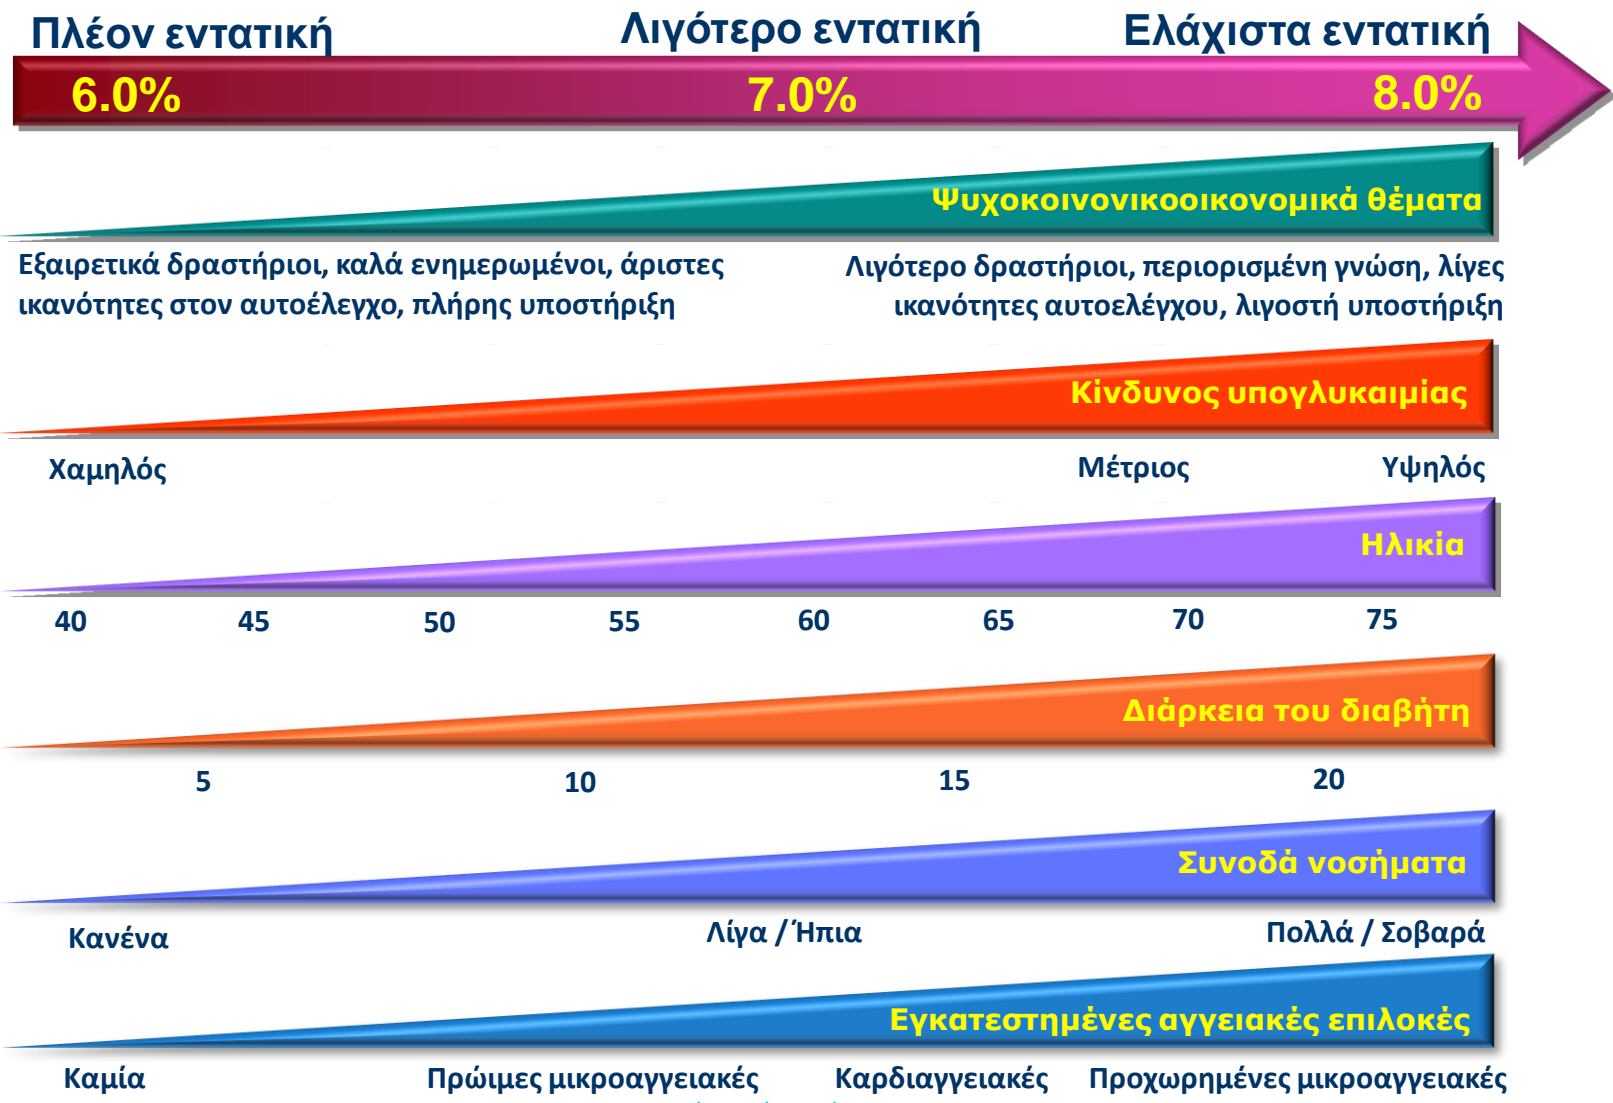 Πλέον εντατική Λιγότερο εντατική Ελάχιστα εντατική
6.0% 7.0% 8.0%
Ψυχοκοινονικοοικονομικά θέματα
Εξαιρετικά δραστήριοι, καλά ενημερωμένοι, άριστες
ικανότητες στον αυτοέλεγχο, πλήρης υποστήριξη
Λιγότερο δραστήριοι, περιορισμένη γνώση, λίγες
ικανότητες αυτοελέγχου, λιγοστή υποστήριξη
Κίνδυνος υπογλυκαιμίας
Χαμηλός Μέτριος Υψηλός
Ηλικία
40 45 50 55 60 65 70 75
Διάρκεια του διαβήτη
5 10 15 20
Συνοδά νοσήματα
Κανένα Λίγα / Ήπια Πολλά / Σοβαρά
Εγκατεστημένες αγγειακές επιλοκές
Καμία Πρώιμες μικροαγγειακές Καρδιαγγειακές Προχωρημένες μικροαγγειακές